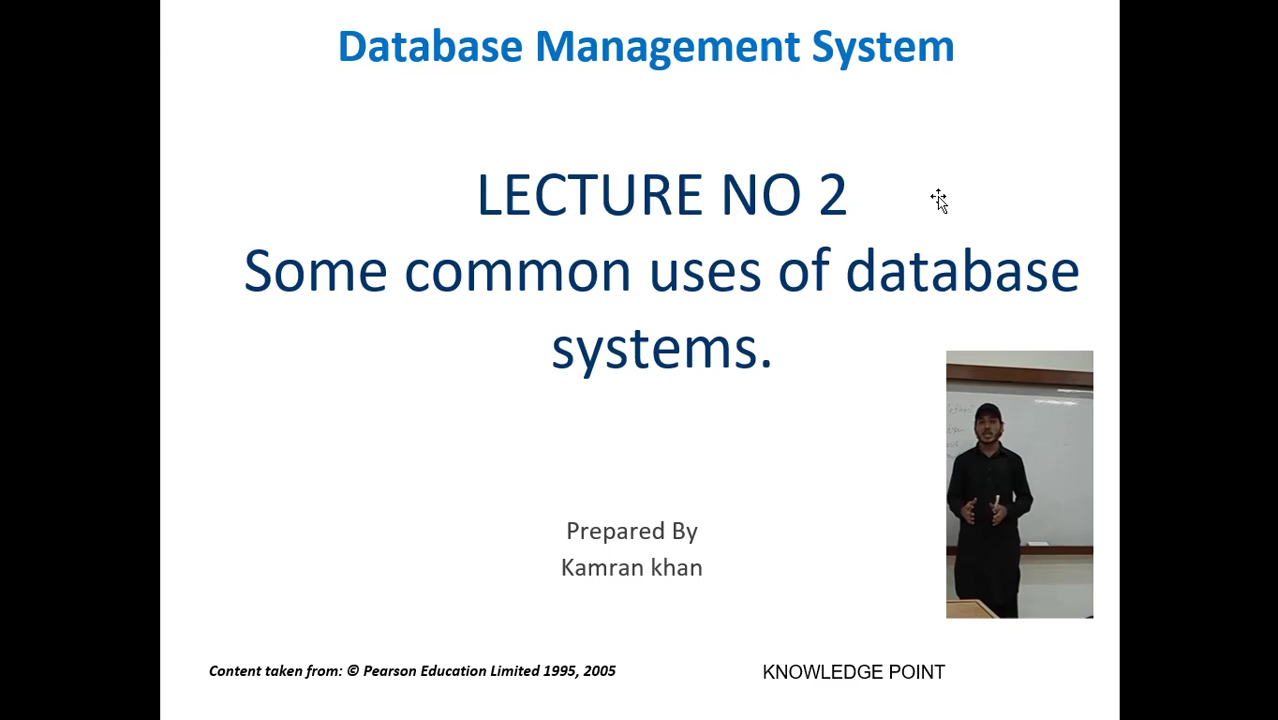 Database Management System
LECTURE NO 2
Some common uses of database
systems.
Prepared By
Kamran khan
Content taken from: © Pearson Education Limited 1995, 2005
KNOWLEDGE POINT